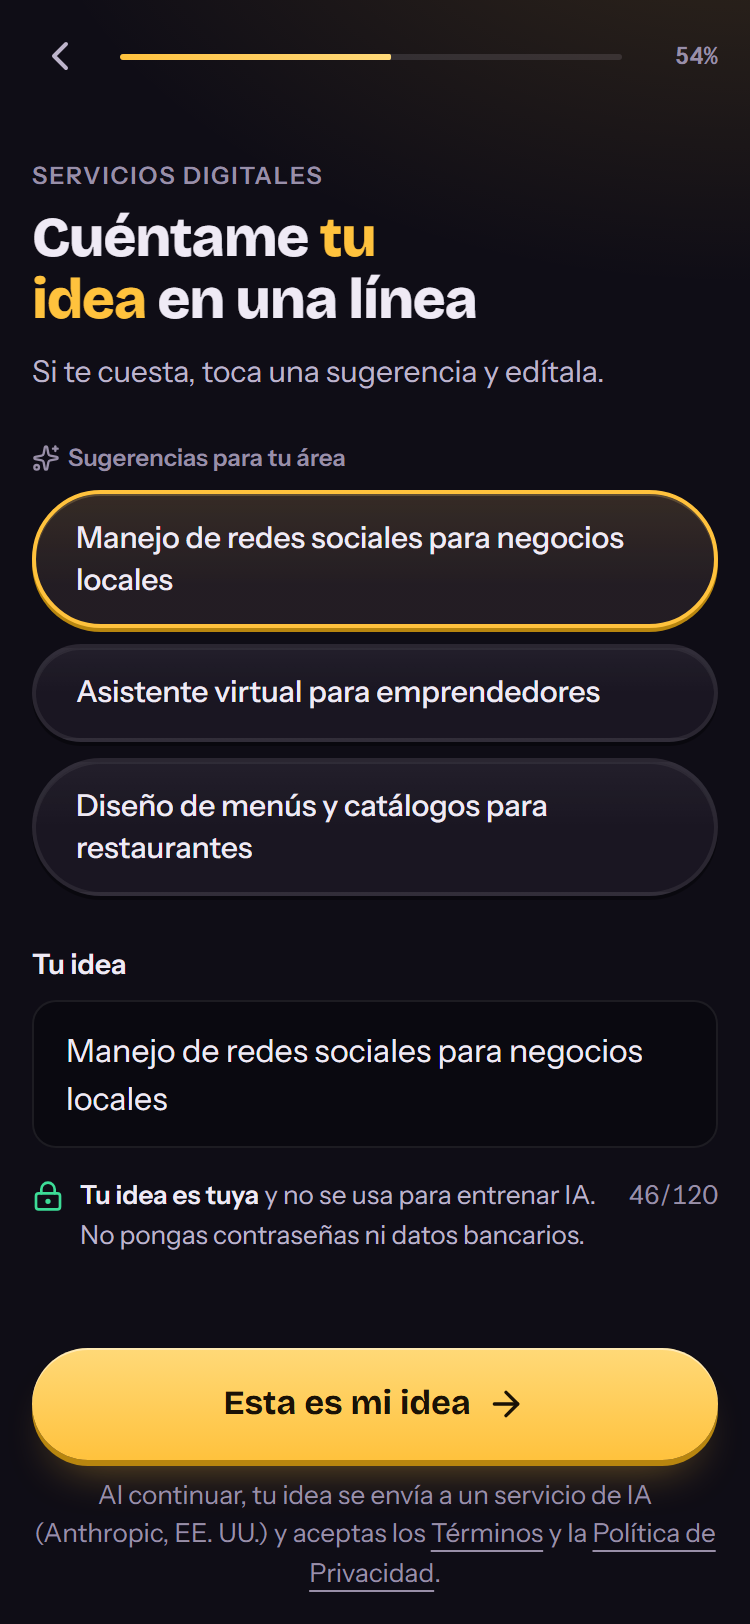 54%
SERVICIOS DIGITALES
Cuéntame tu
idea en una línea
Si te cuesta, toca una sugerencia y edítala.
Sugerencias para tu área
Manejo de redes sociales para negocios
locales
Asistente virtual para emprendedores
Diseño de menús y catálogos para
restaurantes
Tu idea
Manejo de redes sociales para negocios
locales
Tu idea es tuya y no se usa para entrenar IA. 46/120
No pongas contraseñas ni datos bancarios.
Esta es mi idea →
Al continuar, tu idea se envía a un servicio de IA
(Anthropic, EE. UU.) y aceptas los Términos y la Política de
Privacidad.